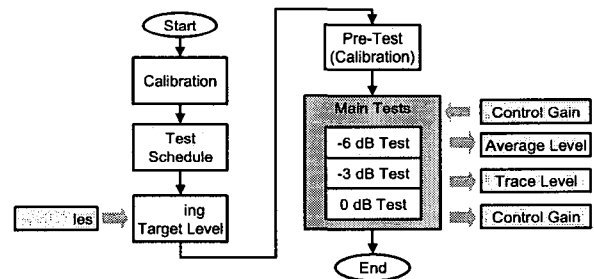 Start
Calibration
Test
Schedule
les
ing
Target Level
Pre-Test
(Calibration)
Main Tests
-6 dB Test
-3 dB Test
0 dB Test
End
Control Gain
Average Level
Trace Level
Control Gain